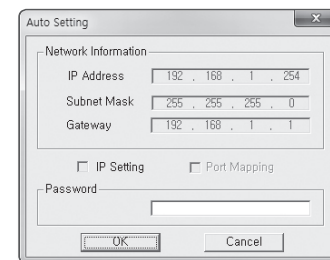 Auto Setting
Network Information
IP Address 192 . 168 . 1 . 254
Subnet Mask 255 . 255 . 255 . 0
Gateway 192 . 168 . 1 . 1
IP Setting Port Mapping
Password
OK Cancel